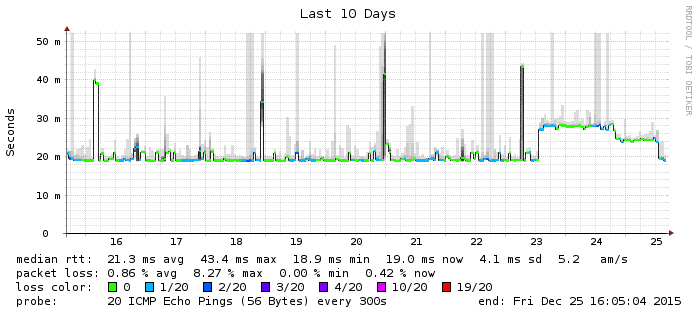 Last 10 Days
RRDTOOL / TOBI OETIKER
Seconds
50 m
40 m
30 m
20 m
10 m
0
16 17 18 19 20 21 22 23 24 25
median rtt: 21.3 ms avg 43.4 ms max 18.9 ms min 19.0 ms now 4.1 ms sd 5.2 am/s
packet loss: 0.86 % avg 8.27 % max 0.00 % min 0.42 % now
loss color: 0 1/20 2/20 3/20 4/20 10/20 19/20
probe: 20 ICMP Echo Pings (56 Bytes) every 300s end: Fri Dec 25 16:05:04 2015